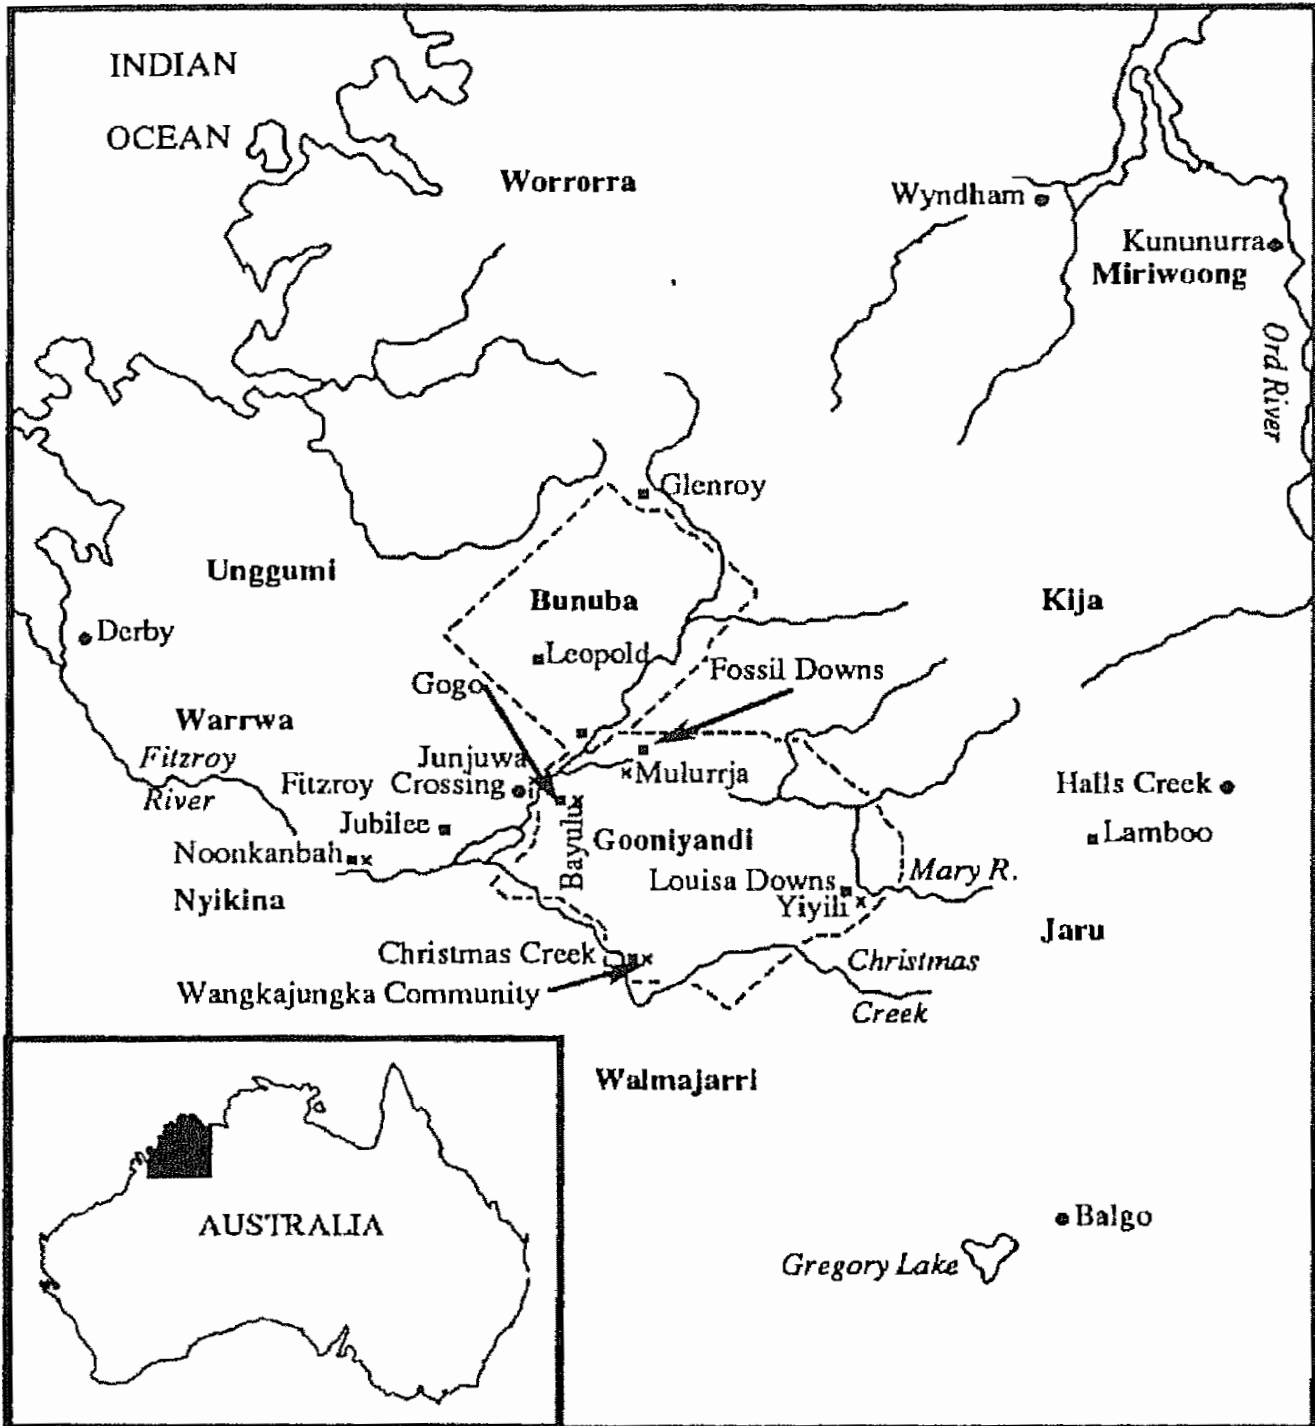 INDIAN
OCEAN
Worrorra
Wyndham
Kununurra
Miriwoong
Ord River
Glenroy
Unggumi
Bunuba
Kija
Derby
Leopold
Gogo
Fossil Downs
Warrwa
Fitzroy
River
Junjuwa
Mulurrja
Fitzroy Crossing
Halls Creek
Jubilee
Bayulu
Gooniyandi
Lamboo
Noonkanbah
Louisa Downs
Mary R.
Nyikina
Yiyili
Jaru
Christmas Creek
Christmas
Creek
Wangkajungka Community
Walmajarri
AUSTRALIA
Balgo
Gregory Lake